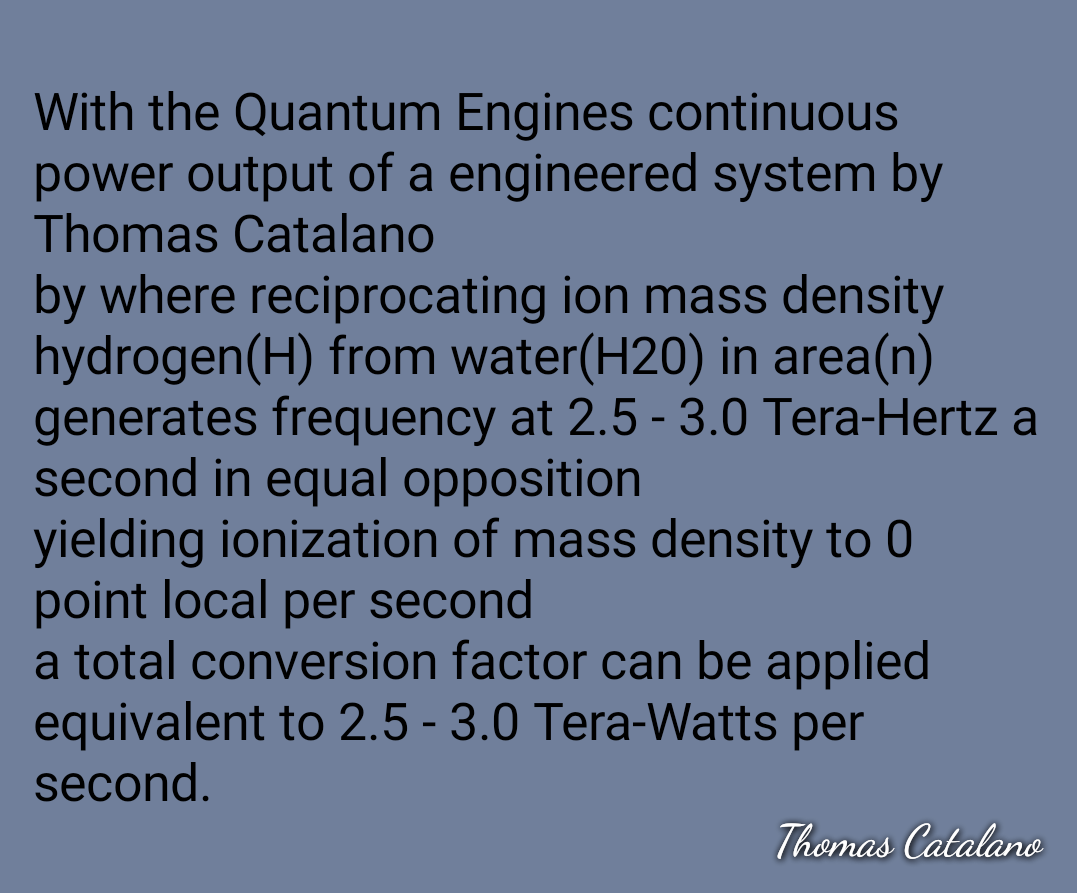 With the Quantum Engines continuous
power output of a engineered system by
Thomas Catalano
by where reciprocating ion mass density
hydrogen(H) from water(H20) in area(n)
generates frequency at 2.5 - 3.0 Tera-Hertz a
second in equal opposition
yielding ionization of mass density to 0
point local per second
a total conversion factor can be applied
equivalent to 2.5 - 3.0 Tera-Watts per
second.
Thomas Catalano